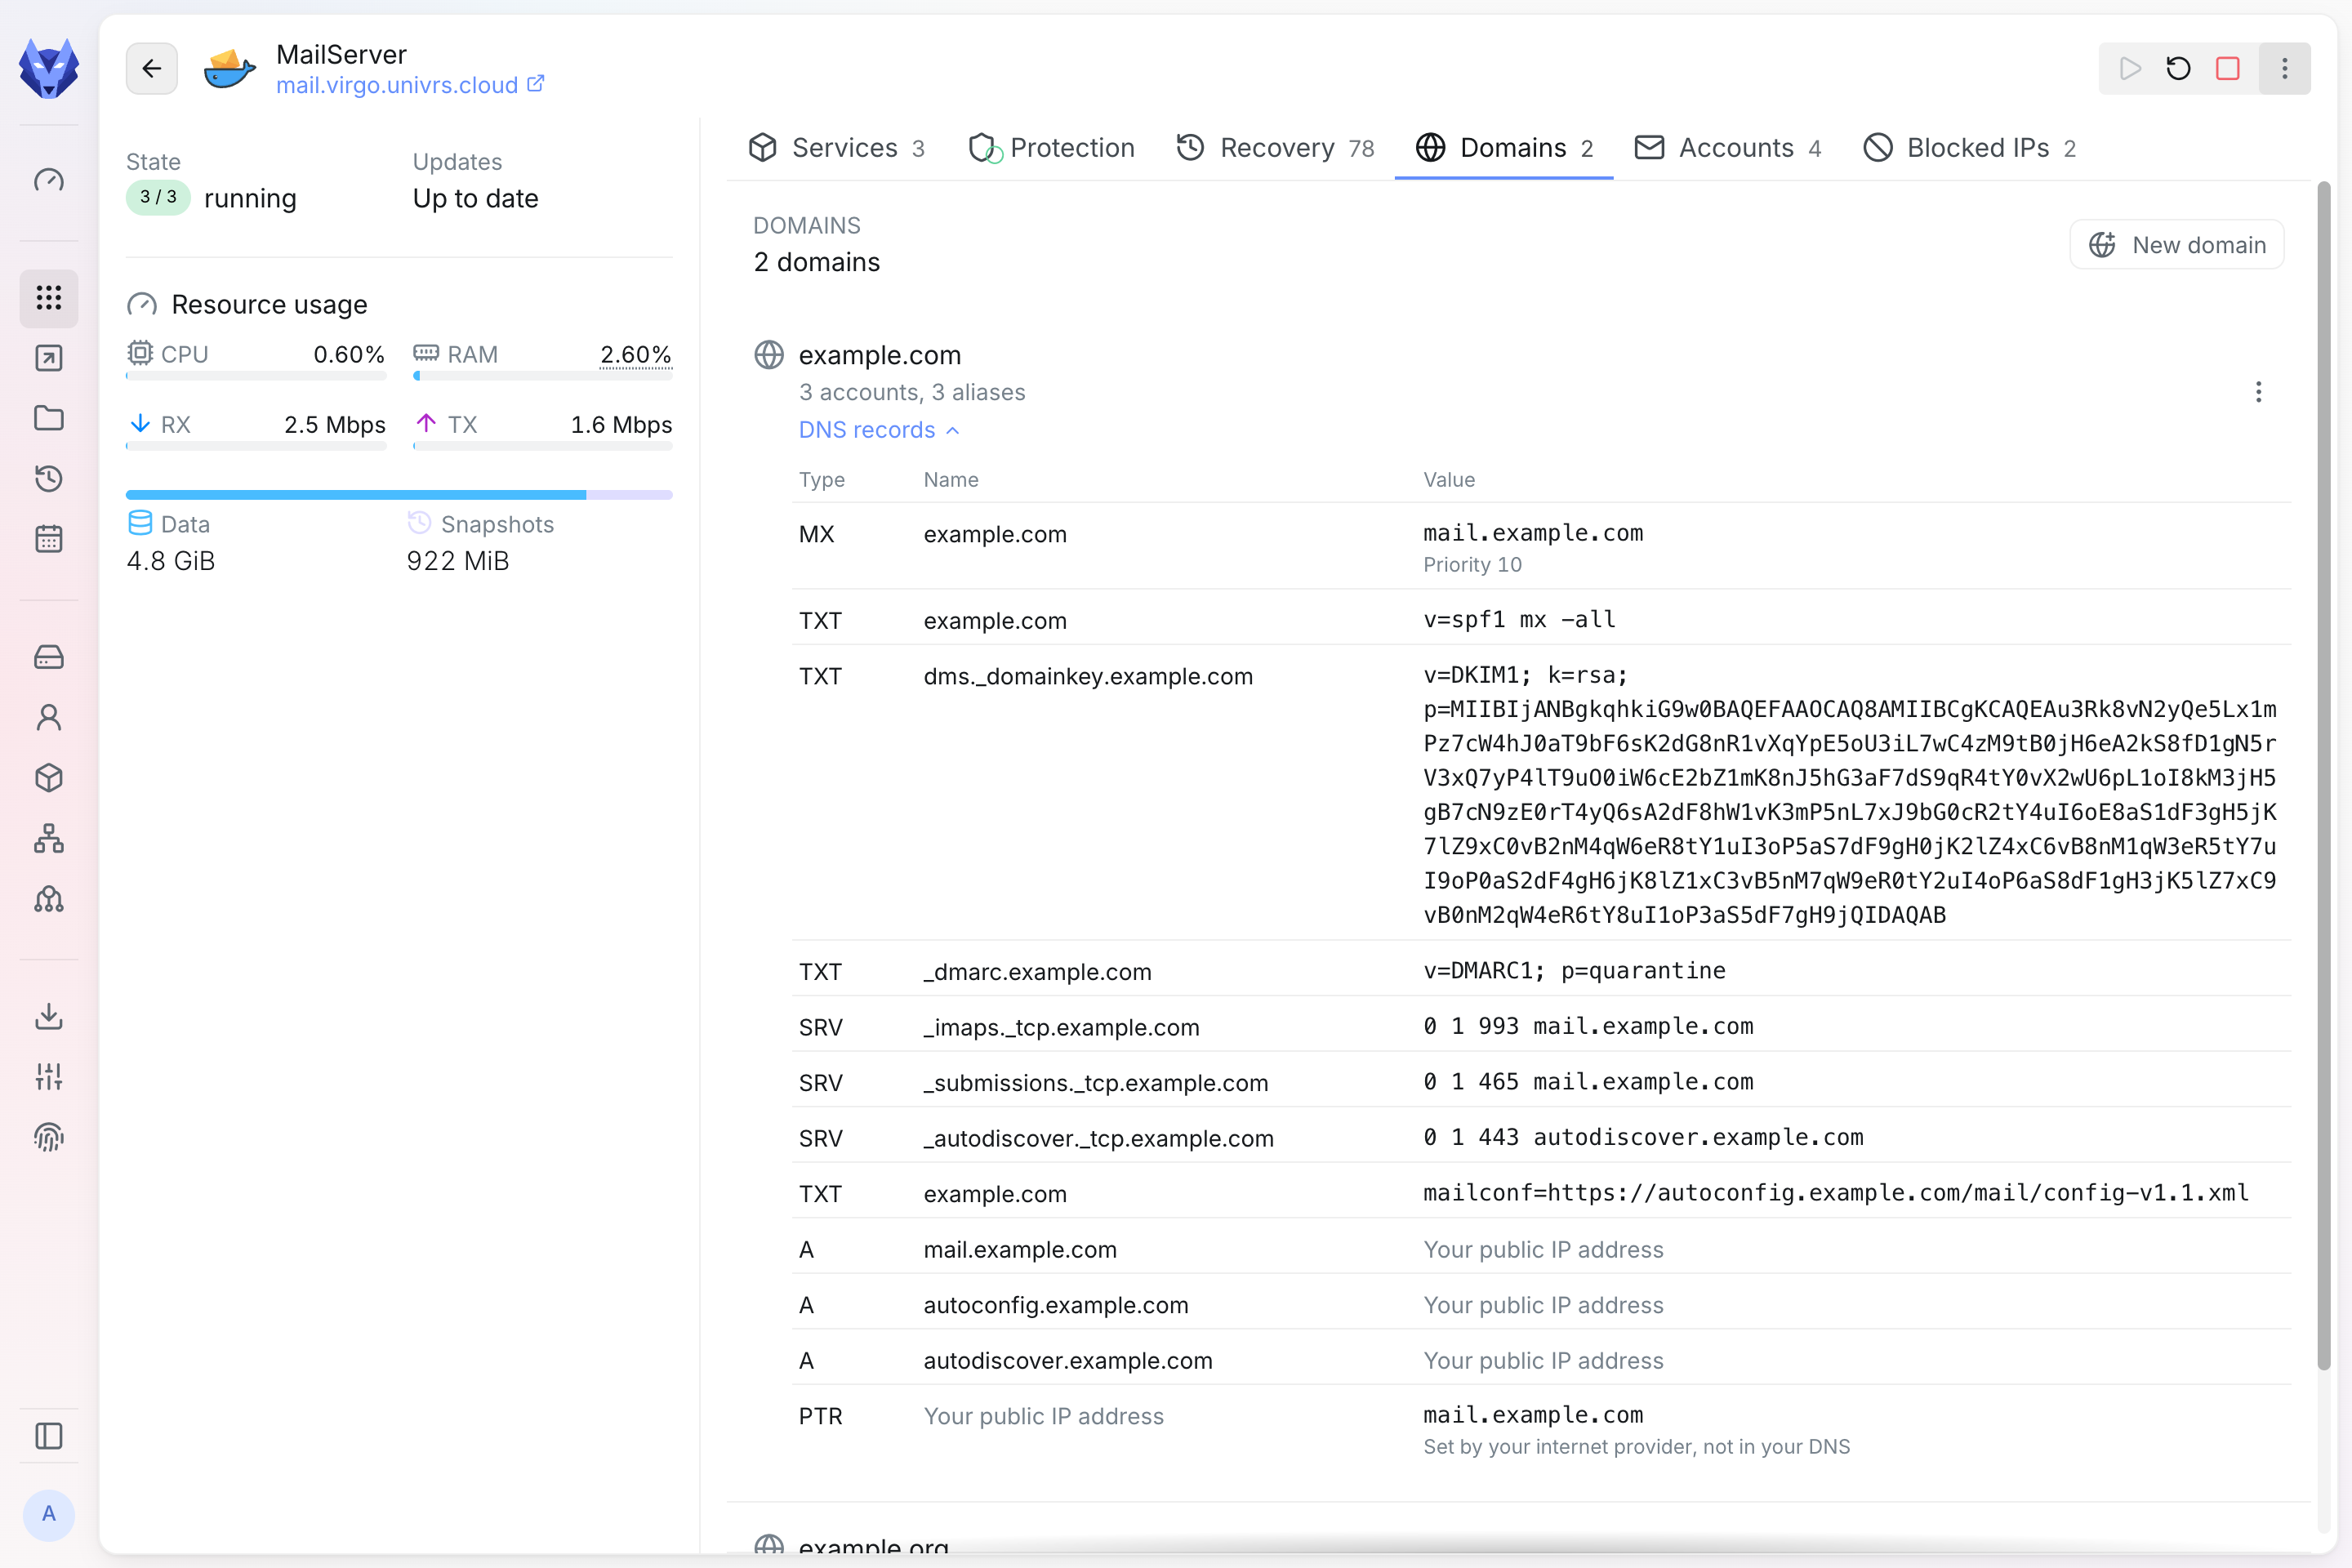 MailServer
mail.virgo.univrs.cloud
State
3 / 3 running
Updates
Up to date
Resource usage
CPU 0.60%
RAM 2.60%
RX 2.5 Mbps
TX 1.6 Mbps
Data
4.8 GiB
Snapshots
922 MiB
Services 3
Protection
Recovery 78
Domains 2
Accounts 4
Blocked IPs 2
DOMAINS
2 domains
New domain
example.com
3 accounts, 3 aliases
DNS records
Type Name Value
MX example.com mail.example.com
Priority 10
TXT example.com v=spf1 mx -all
TXT dms._domainkey.example.com v=DKIM1; k=rsa;
p=MIIBIjANBgkqhkiG9w0BAQEFAAOCAQ8AMIIBCgKCAQEAu3Rk8vN2yQe5Lx1m
Pz7cW4hJ0aT9bF6sK2dG8nR1vXqYpE5oU3iL7wC4zM9tB0jH6eA2kS8fD1gN5r
V3xQ7yP4lT9uO0iW6cE2bZ1mK8nJ5hG3aF7dS9qR4tY0vX2wU6pL1oI8kM3jH5
gB7cN9zE0rT4yQ6sA2dF8hW1vK3mP5nL7xJ9bG0cR2tY4uI6oE8aS1dF3gH5jK
7lZ9xC0vB2nM4qW6eR8tY1uI3oP5aS7dF9gH0jK2lZ4xC6vB8nM1qW3eR5tY7u
I9oP0aS2dF4gH6jK8lZ1xC3vB5nM7qW9eR0tY2uI4oP6aS8dF1gH3jK5lZ7xC9
vB0nM2qW4eR6tY8uI1oP3aS5dF7gH9jQIDAQAB
TXT _dmarc.example.com v=DMARC1; p=quarantine
SRV _imaps._tcp.example.com 0 1 993 mail.example.com
SRV _submissions._tcp.example.com 0 1 465 mail.example.com
SRV _autodiscover._tcp.example.com 0 1 443 autodiscover.example.com
TXT example.com mailconf=https://autoconfig.example.com/mail/config-v1.1.xml
A mail.example.com Your public IP address
A autoconfig.example.com Your public IP address
A autodiscover.example.com Your public IP address
PTR Your public IP address mail.example.com
Set by your internet provider, not in your DNS
example.org
A